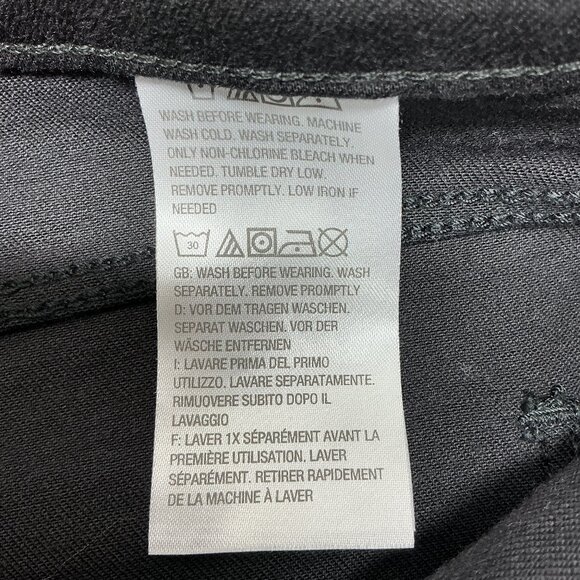 WASH BEFORE WEARING. MACHINE
WASH COLD. WASH SEPARATELY.
ONLY NON-CHLORINE BLEACH WHEN
NEEDED. TUMBLE DRY LOW.
REMOVE PROMPTLY. LOW IRON IF
NEEDED
30
GB: WASH BEFORE WEARING. WASH
SEPARATELY. REMOVE PROMPTLY
D: VOR DEM TRAGEN WASCHEN.
SEPARAT WASCHEN. VOR DER
WÄSCHE ENTFERNEN
I: LAVARE PRIMA DEL PRIMO
UTILIZZO. LAVARE SEPARATAMENTE.
RIMUOVERE SUBITO DOPO IL
LAVAGGIO
F: LAVER 1X SÉPARÉMENT AVANT LA
PREMIÈRE UTILISATION. LAVER
SÉPARÉMENT. RETIRER RAPIDEMENT
DE LA MACHINE À LAVER